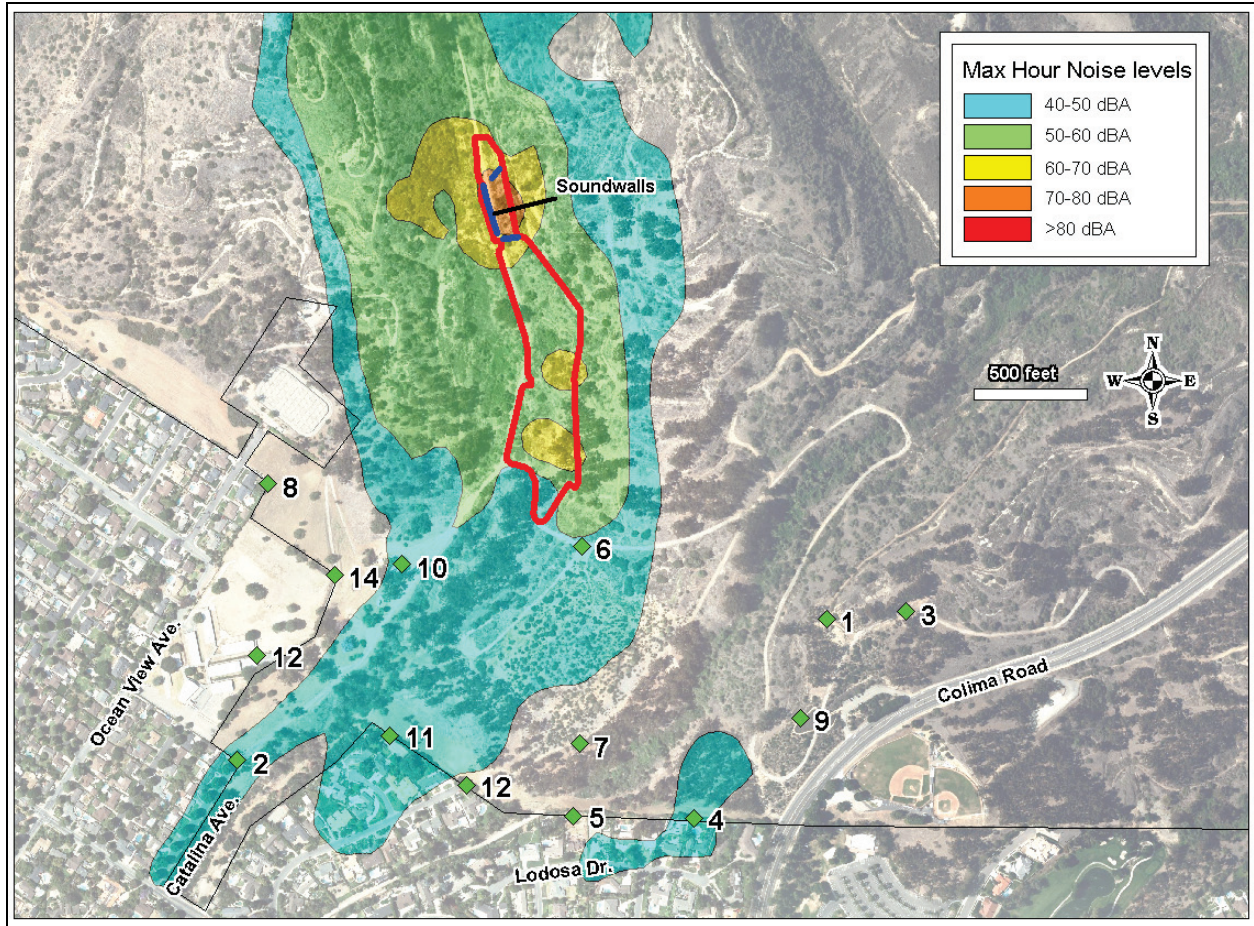 Max Hour Noise levels
40-50 dBA
50-60 dBA
60-70 dBA
70-80 dBA
>80 dBA
Soundwalls
500 feet
N
W E
S
8
14
10
6
1
3
12
Ocean View Ave.
Colima Road
9
11
7
2
12
5
4
Catalina Ave.
Lodosa Dr.